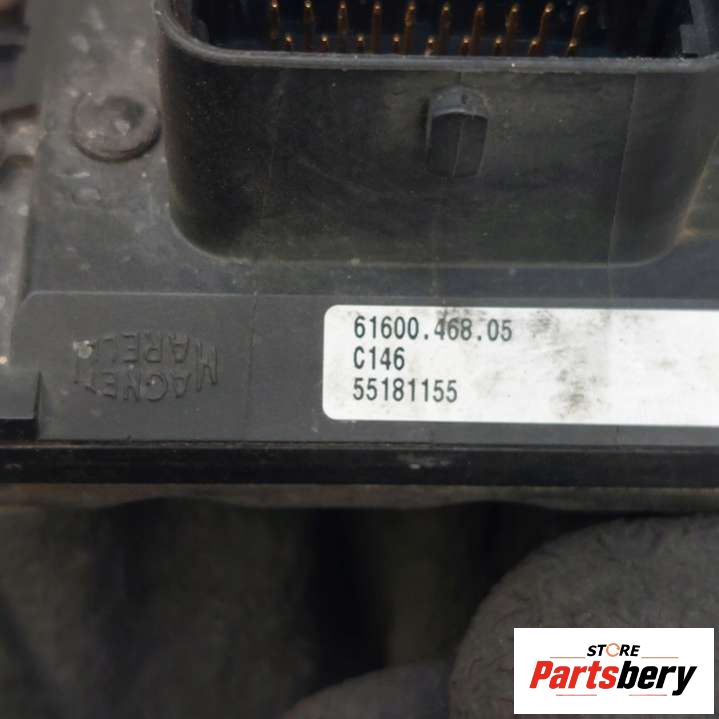 61600.468.05
C146
55181155
MAGNETI
MARELLI
STORE
Partsbery